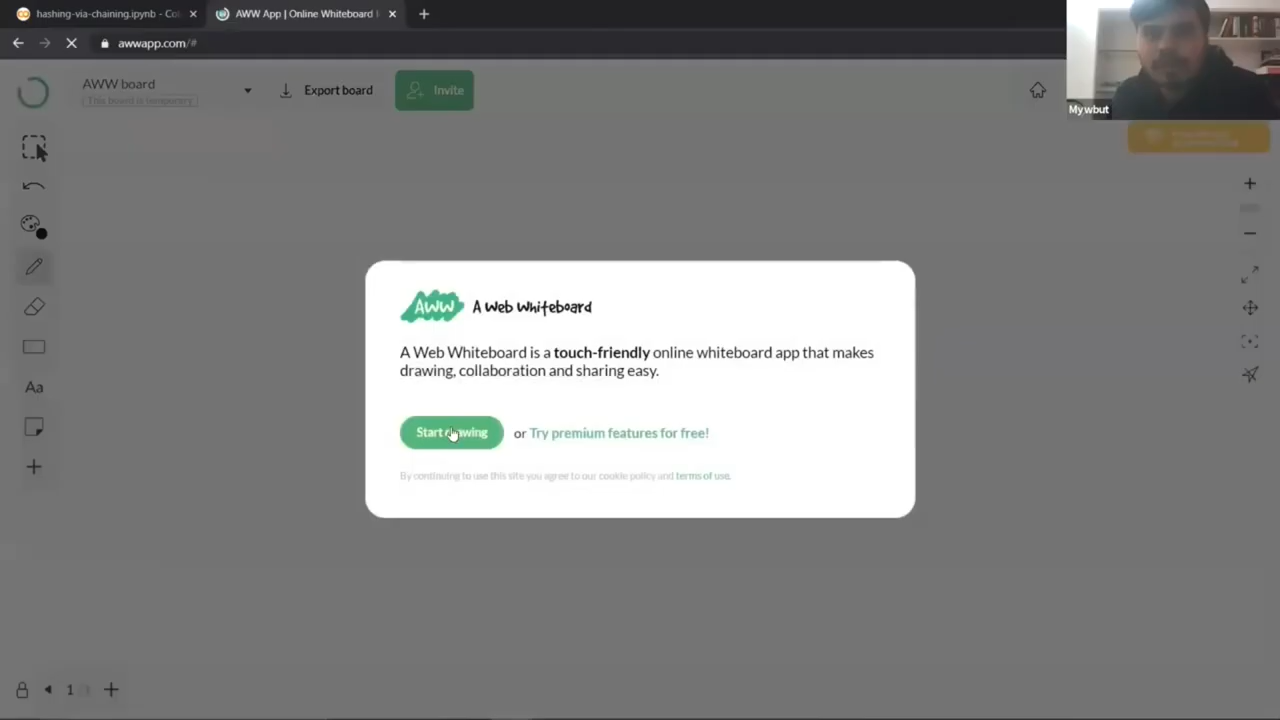 hashing-via-chaining.ipynb - Co
AWW App | Online Whiteboard
awwapp.com/#
AWW board
This board is temporary
Export board
Invite
Mywbut
AWW A Web Whiteboard
A Web Whiteboard is a touch-friendly online whiteboard app that makes
drawing, collaboration and sharing easy.
Start drawing or Try premium features for free!
By continuing to use this site you agree to our cookie policy and terms of use.
Aa
1